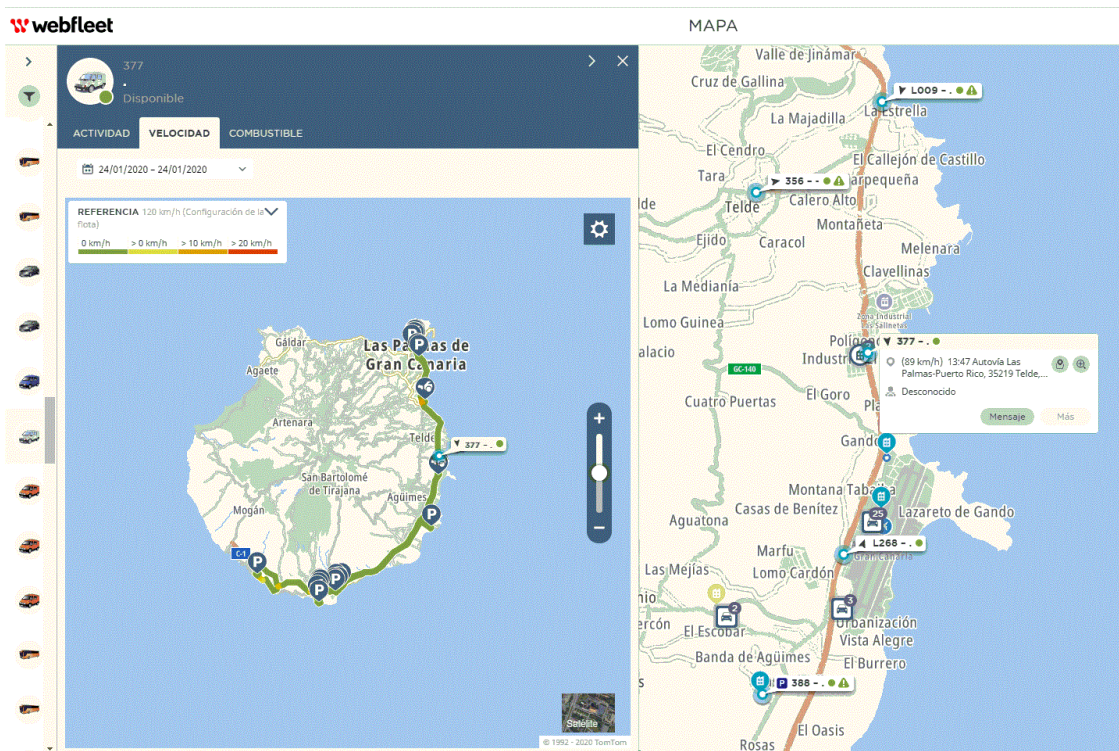 webfleet
MAPA
377
.
Disponible
ACTIVIDAD VELOCIDAD COMBUSTIBLE
24/01/2020 – 24/01/2020
REFERENCIA 120 km/h (Configuración de la
flota)
0 km/h > 0 km/h > 10 km/h > 20 km/h
Gáldar
Las Palmas de
Gran Canaria
Agaete
Artenara
Telde
377 - .
San Bartolomé
de Tirajana
Agüimes
Mogán
C-1
P
Satélite
© 1992 - 2020 TomTom
Valle de Jinámar
Cruz de Gallina
L009 - .
La Estrella
La Majadilla
El Cendro
El Callejón de Castillo
Tara
356 - -
Telde
Calero Alto
Montañeta
Ejido
Caracol
Melenara
Clavellinas
La Medianía
Zona Industrial
Las Salinetas
Lomo Guinea
377 - .
(89 km/h) 13:47 Autovía Las
Palmas-Puerto Rico, 35219 Telde,...
Desconocido
Mensaje Más
GC-140
El Goro
Cuatro Puertas
Gando
Montana Tabaiba
Casas de Benítez
25
Lazareto de Gando
Aguatona
L268 - .
Gran Canaria
Marfu
Lomo Cardón
Las Mejías
2
3
El Escobar
Urbanización
Vista Alegre
Banda de Agüimes
El Burrero
P 388 - .
El Oasis
Rosas